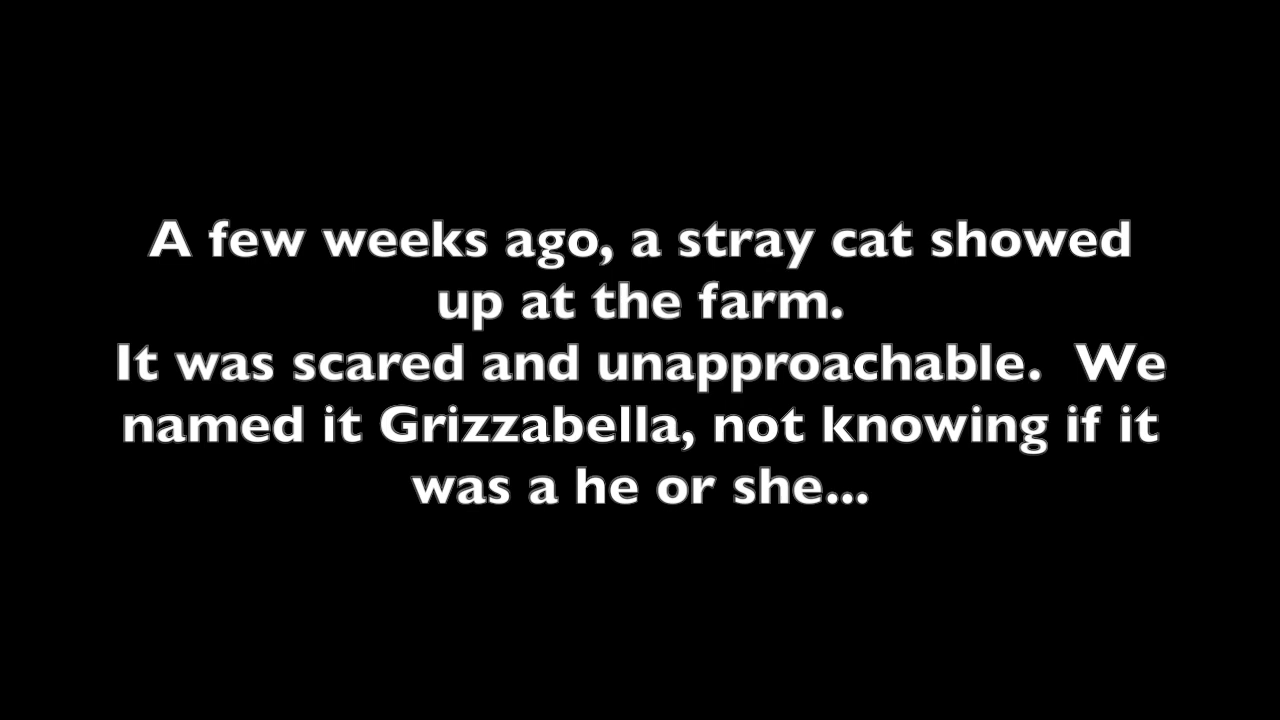 A few weeks ago, a stray cat showed
up at the farm.
It was scared and unapproachable.  We
named it Grizzabella, not knowing if it
was a he or she...